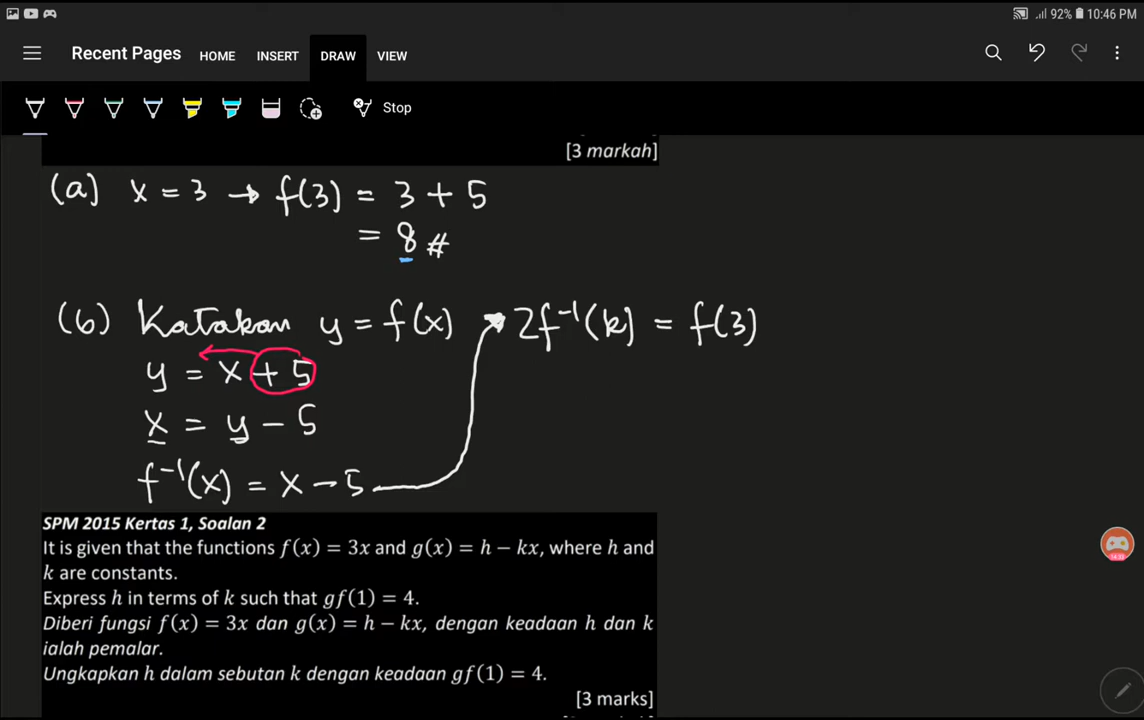 92% 10:46 PM
Recent Pages HOME INSERT DRAW VIEW
Stop
[3 markah]
(a) x = 3 → f(3) = 3 + 5
= 8 #
(b) Katakan y = f(x) 2f⁻¹(k) = f(3)
y = x + 5
x = y - 5
f⁻¹(x) = x - 5
SPM 2015 Kertas 1, Soalan 2
It is given that the functions f(x) = 3x and g(x) = h − kx, where h and
k are constants.
Express h in terms of k such that gf(1) = 4.
Diberi fungsi f(x) = 3x dan g(x) = h − kx, dengan keadaan h dan k
ialah pemalar.
Ungkapkan h dalam sebutan k dengan keadaan gf(1) = 4.
[3 marks]